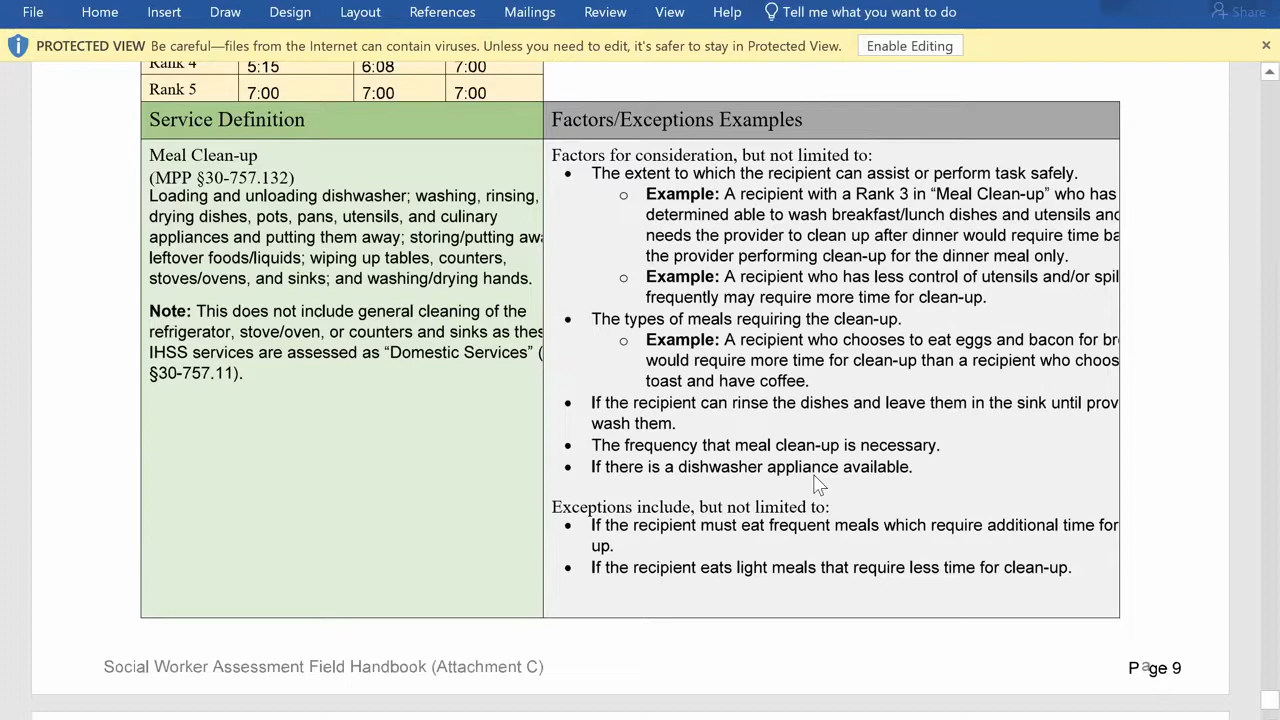 File Home Insert Draw Design Layout References Mailings Review View Help Tell me what you want to do Share
PROTECTED VIEW Be careful—files from the Internet can contain viruses. Unless you need to edit, it's safer to stay in Protected View. Enable Editing
Rank 4 5:15 6:08 7:00
Rank 5 7:00 7:00 7:00
Service Definition
Meal Clean-up
(MPP §30-757.132)
Loading and unloading dishwasher; washing, rinsing,
drying dishes, pots, pans, utensils, and culinary
appliances and putting them away; storing/putting aw
leftover foods/liquids; wiping up tables, counters,
stoves/ovens, and sinks; and washing/drying hands.
Note: This does not include general cleaning of the
refrigerator, stove/oven, or counters and sinks as thes
IHSS services are assessed as “Domestic Services” (
§30-757.11).
Factors/Exceptions Examples
Factors for consideration, but not limited to:
• The extent to which the recipient can assist or perform task safely.
o Example: A recipient with a Rank 3 in “Meal Clean-up” who has
determined able to wash breakfast/lunch dishes and utensils and
needs the provider to clean up after dinner would require time ba
the provider performing clean-up for the dinner meal only.
o Example: A recipient who has less control of utensils and/or spil
frequently may require more time for clean-up.
• The types of meals requiring the clean-up.
o Example: A recipient who chooses to eat eggs and bacon for br
would require more time for clean-up than a recipient who choos
toast and have coffee.
• If the recipient can rinse the dishes and leave them in the sink until prov
wash them.
• The frequency that meal clean-up is necessary.
• If there is a dishwasher appliance available.
Exceptions include, but not limited to:
• If the recipient must eat frequent meals which require additional time for
up.
• If the recipient eats light meals that require less time for clean-up.
Social Worker Assessment Field Handbook (Attachment C)
Page 9